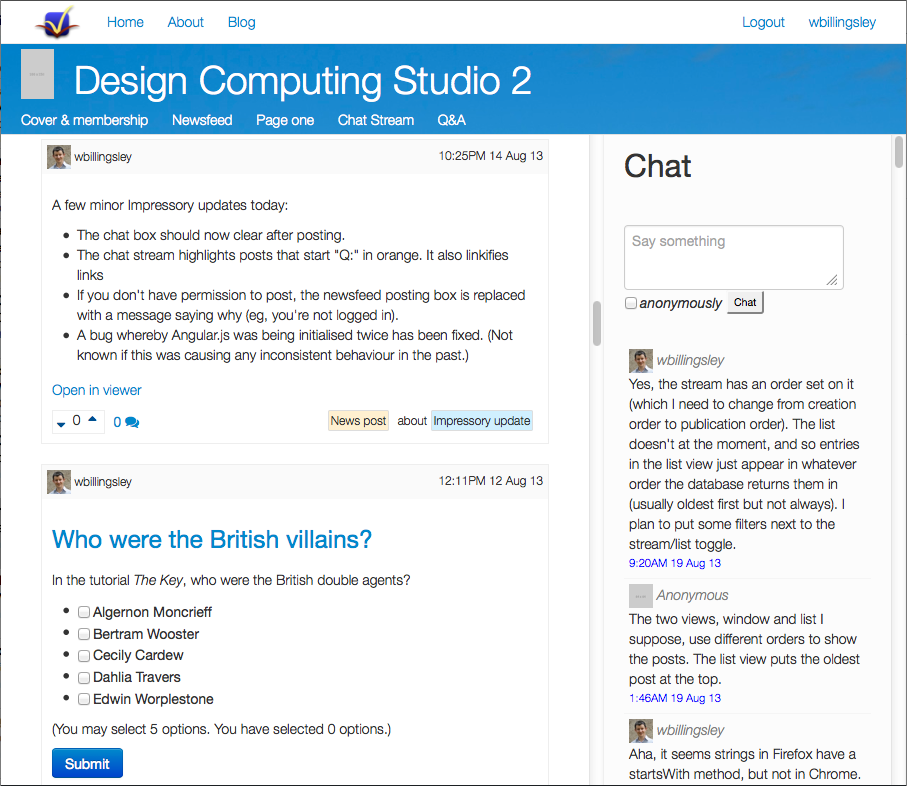 Home About Blog Logout wbillingsley
Design Computing Studio 2
Cover & membership Newsfeed Page one Chat Stream Q&A
wbillingsley 10:25PM 14 Aug 13
A few minor Impressory updates today:
The chat box should now clear after posting.
The chat stream highlights posts that start "Q:" in orange. It also linkifies
links
If you don't have permission to post, the newsfeed posting box is replaced
with a message saying why (eg, you're not logged in).
A bug whereby Angular.js was being initialised twice has been fixed. (Not
known if this was causing any inconsistent behaviour in the past.)
Open in viewer
0 0 News post about Impressory update
wbillingsley 12:11PM 12 Aug 13
Who were the British villains?
In the tutorial The Key, who were the British double agents?
Algernon Moncrieff
Bertram Wooster
Cecily Cardew
Dahlia Travers
Edwin Worplestone
(You may select 5 options. You have selected 0 options.)
Submit
Chat
Say something
anonymously Chat
wbillingsley
Yes, the stream has an order set on it
(which I need to change from creation
order to publication order). The list
doesn't at the moment, and so entries
in the list view just appear in whatever
order the database returns them in
(usually oldest first but not always). I
plan to put some filters next to the
stream/list toggle.
9:20AM 19 Aug 13
Anonymous
The two views, window and list I
suppose, use different orders to show
the posts. The list view puts the oldest
post at the top.
1:46AM 19 Aug 13
wbillingsley
Aha, it seems strings in Firefox have a
startsWith method, but not in Chrome.